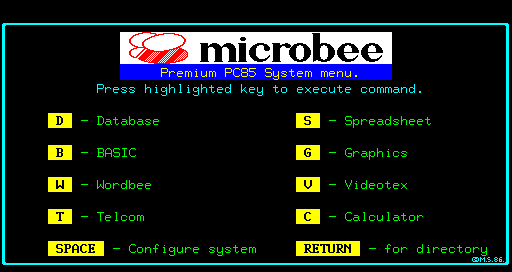 microbee
Premium PC85 System menu.
Press highlighted key to execute command.
D - Database
S - Spreadsheet
B - BASIC
G - Graphics
W - Wordbee
V - Videotex
T - Telcom
C - Calculator
SPACE - Configure system
RETURN - for directory
©M.S.86.